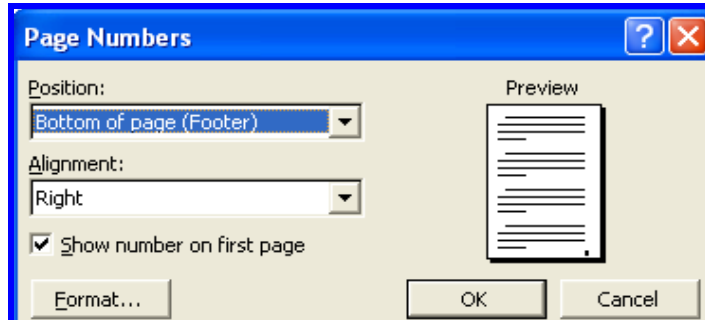 Page Numbers
Position:
Preview
Bottom of page (Footer)
Alignment:
Right
Show number on first page
Format...
OK
Cancel